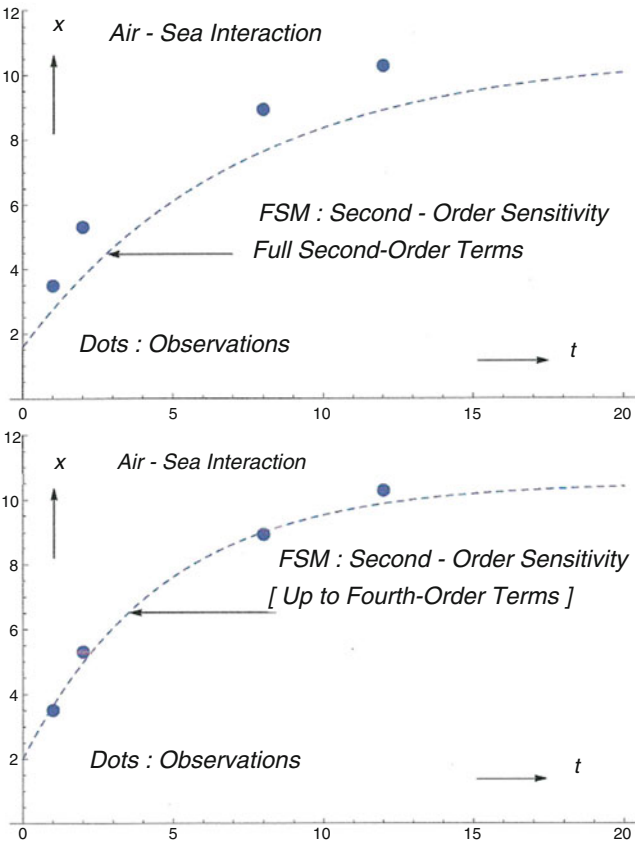 12
x
Air - Sea Interaction
10
8
6
FSM : Second - Order Sensitivity
Full Second-Order Terms
4
2
Dots : Observations
t
0
5
10
15
20
12
x
Air - Sea Interaction
10
8
FSM : Second - Order Sensitivity
[ Up to Fourth-Order Terms ]
6
4
2
Dots : Observations
t
0
5
10
15
20